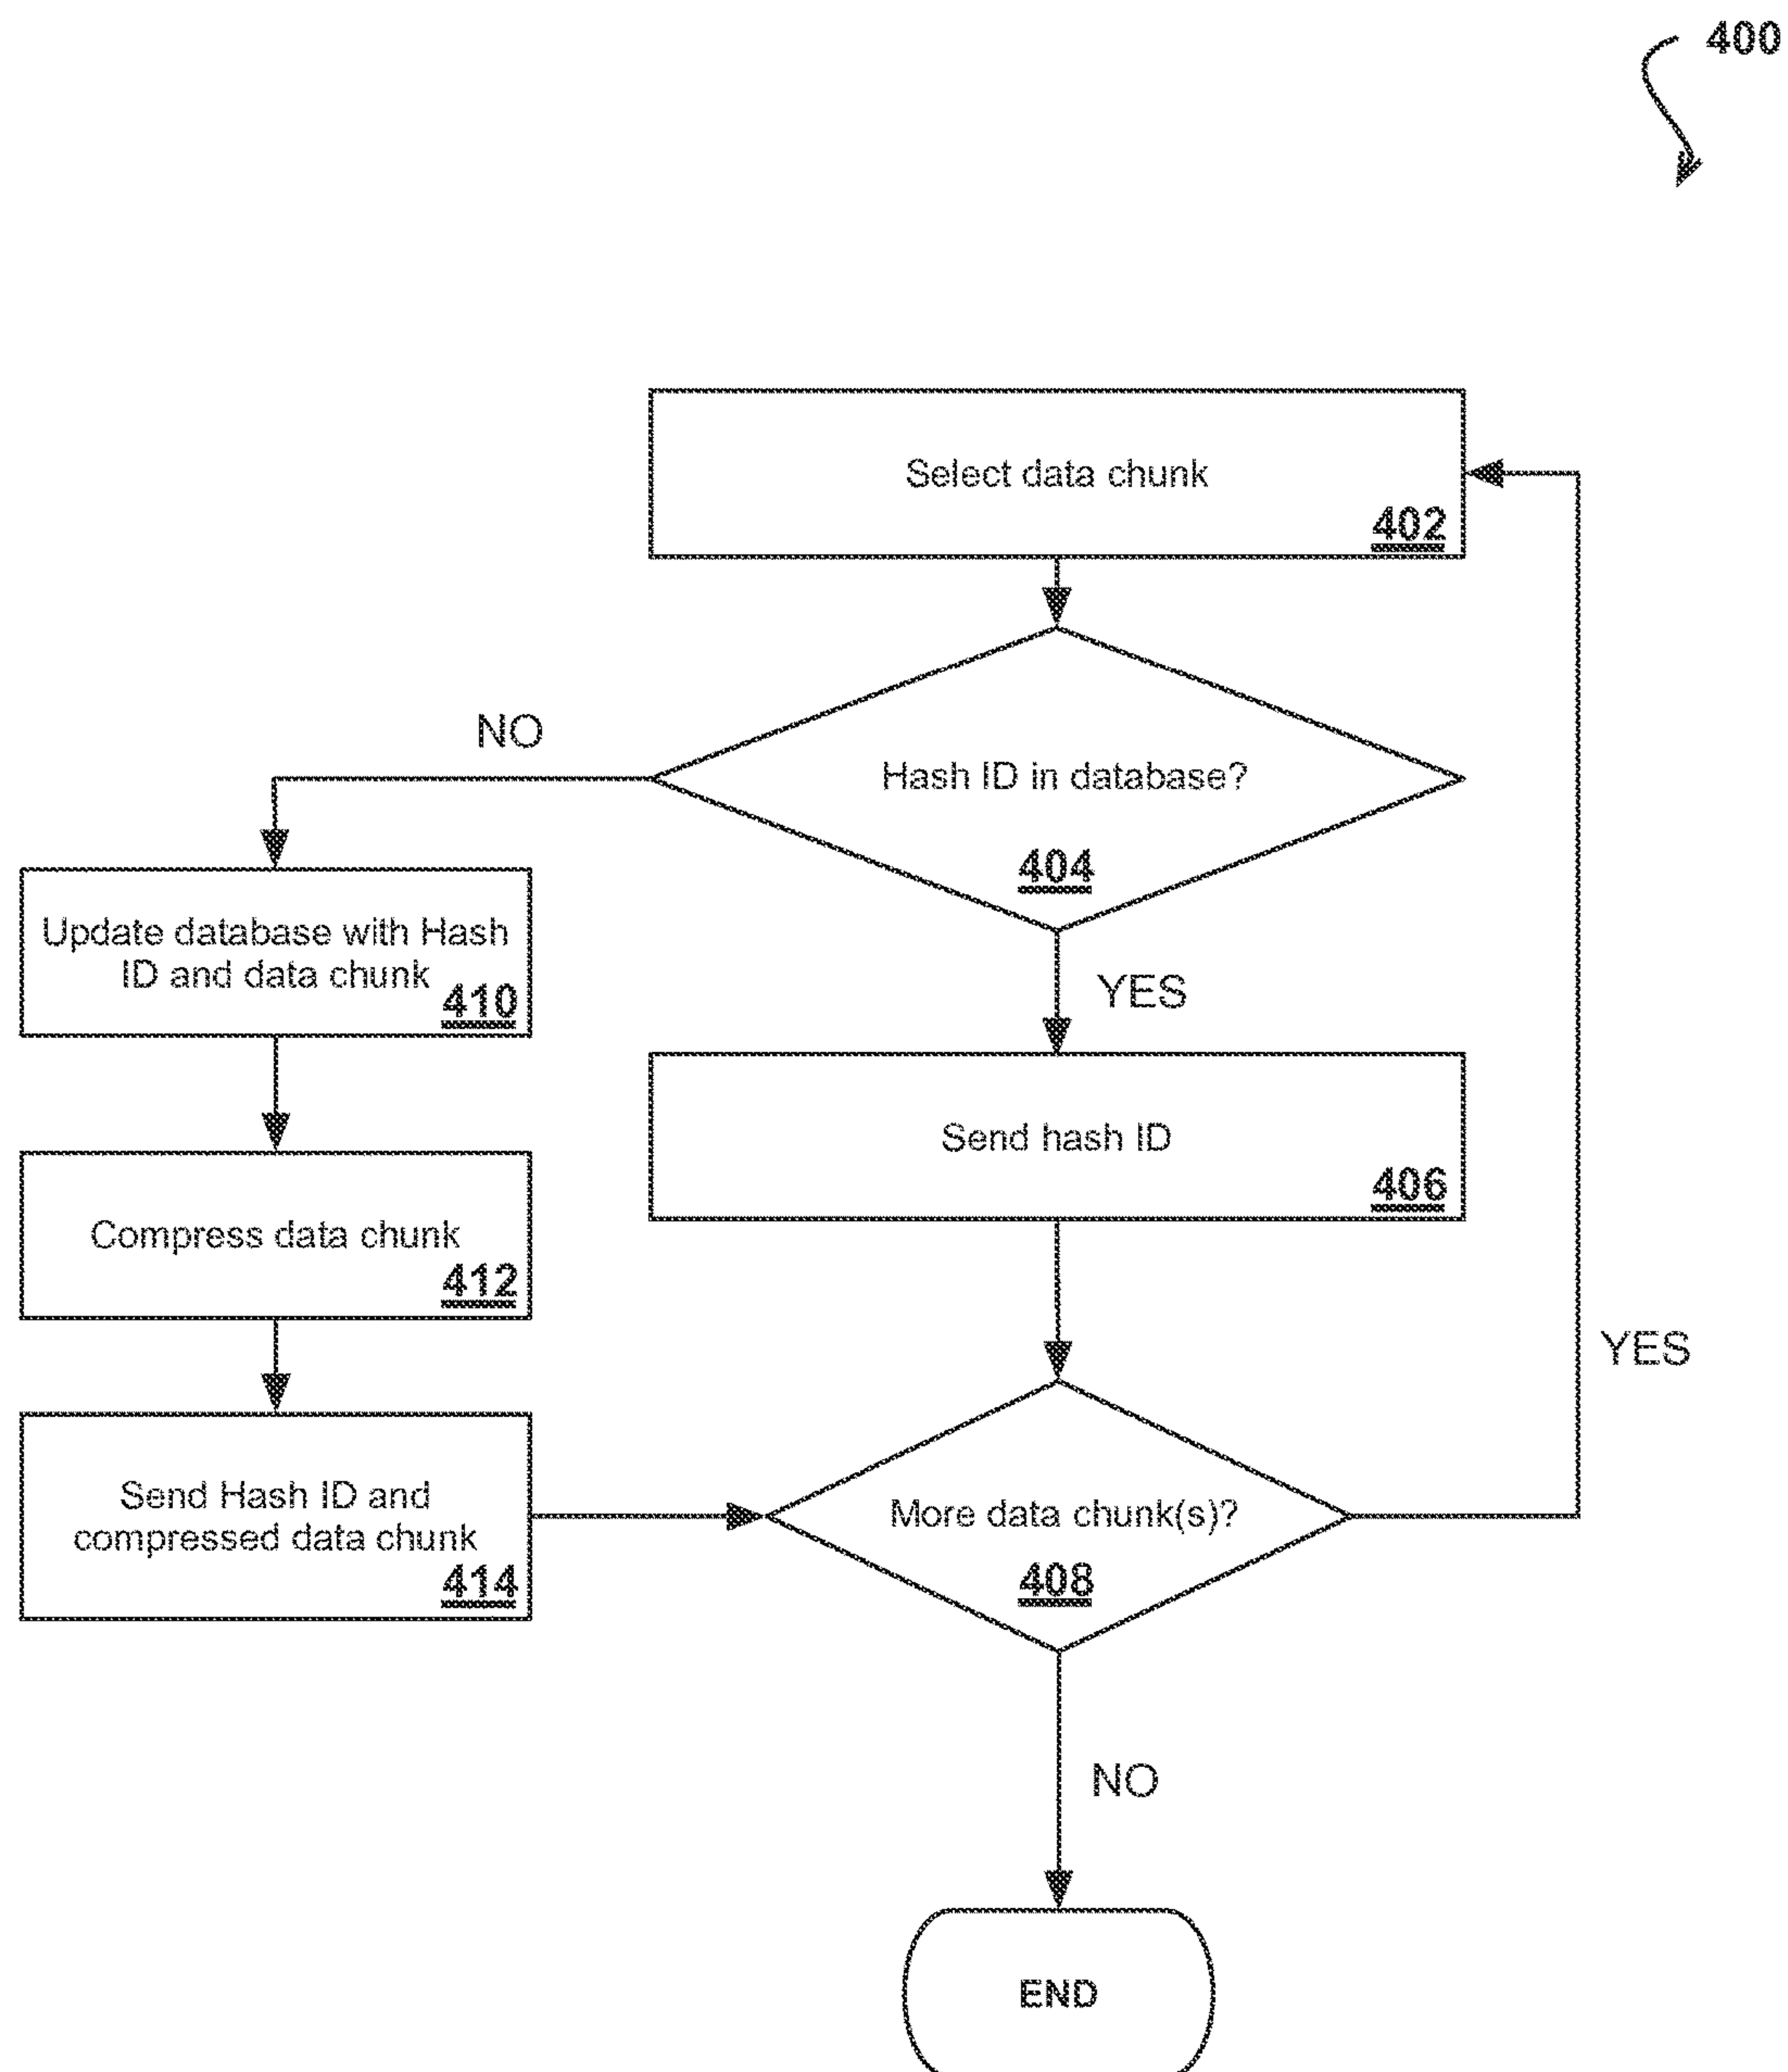 400
Select data chunk
402
Hash ID in database?
404
NO
YES
Update database with Hash
ID and data chunk
410
Send hash ID
406
Compress data chunk
412
YES
Send Hash ID and
compressed data chunk
414
More data chunk(s)?
408
NO
END